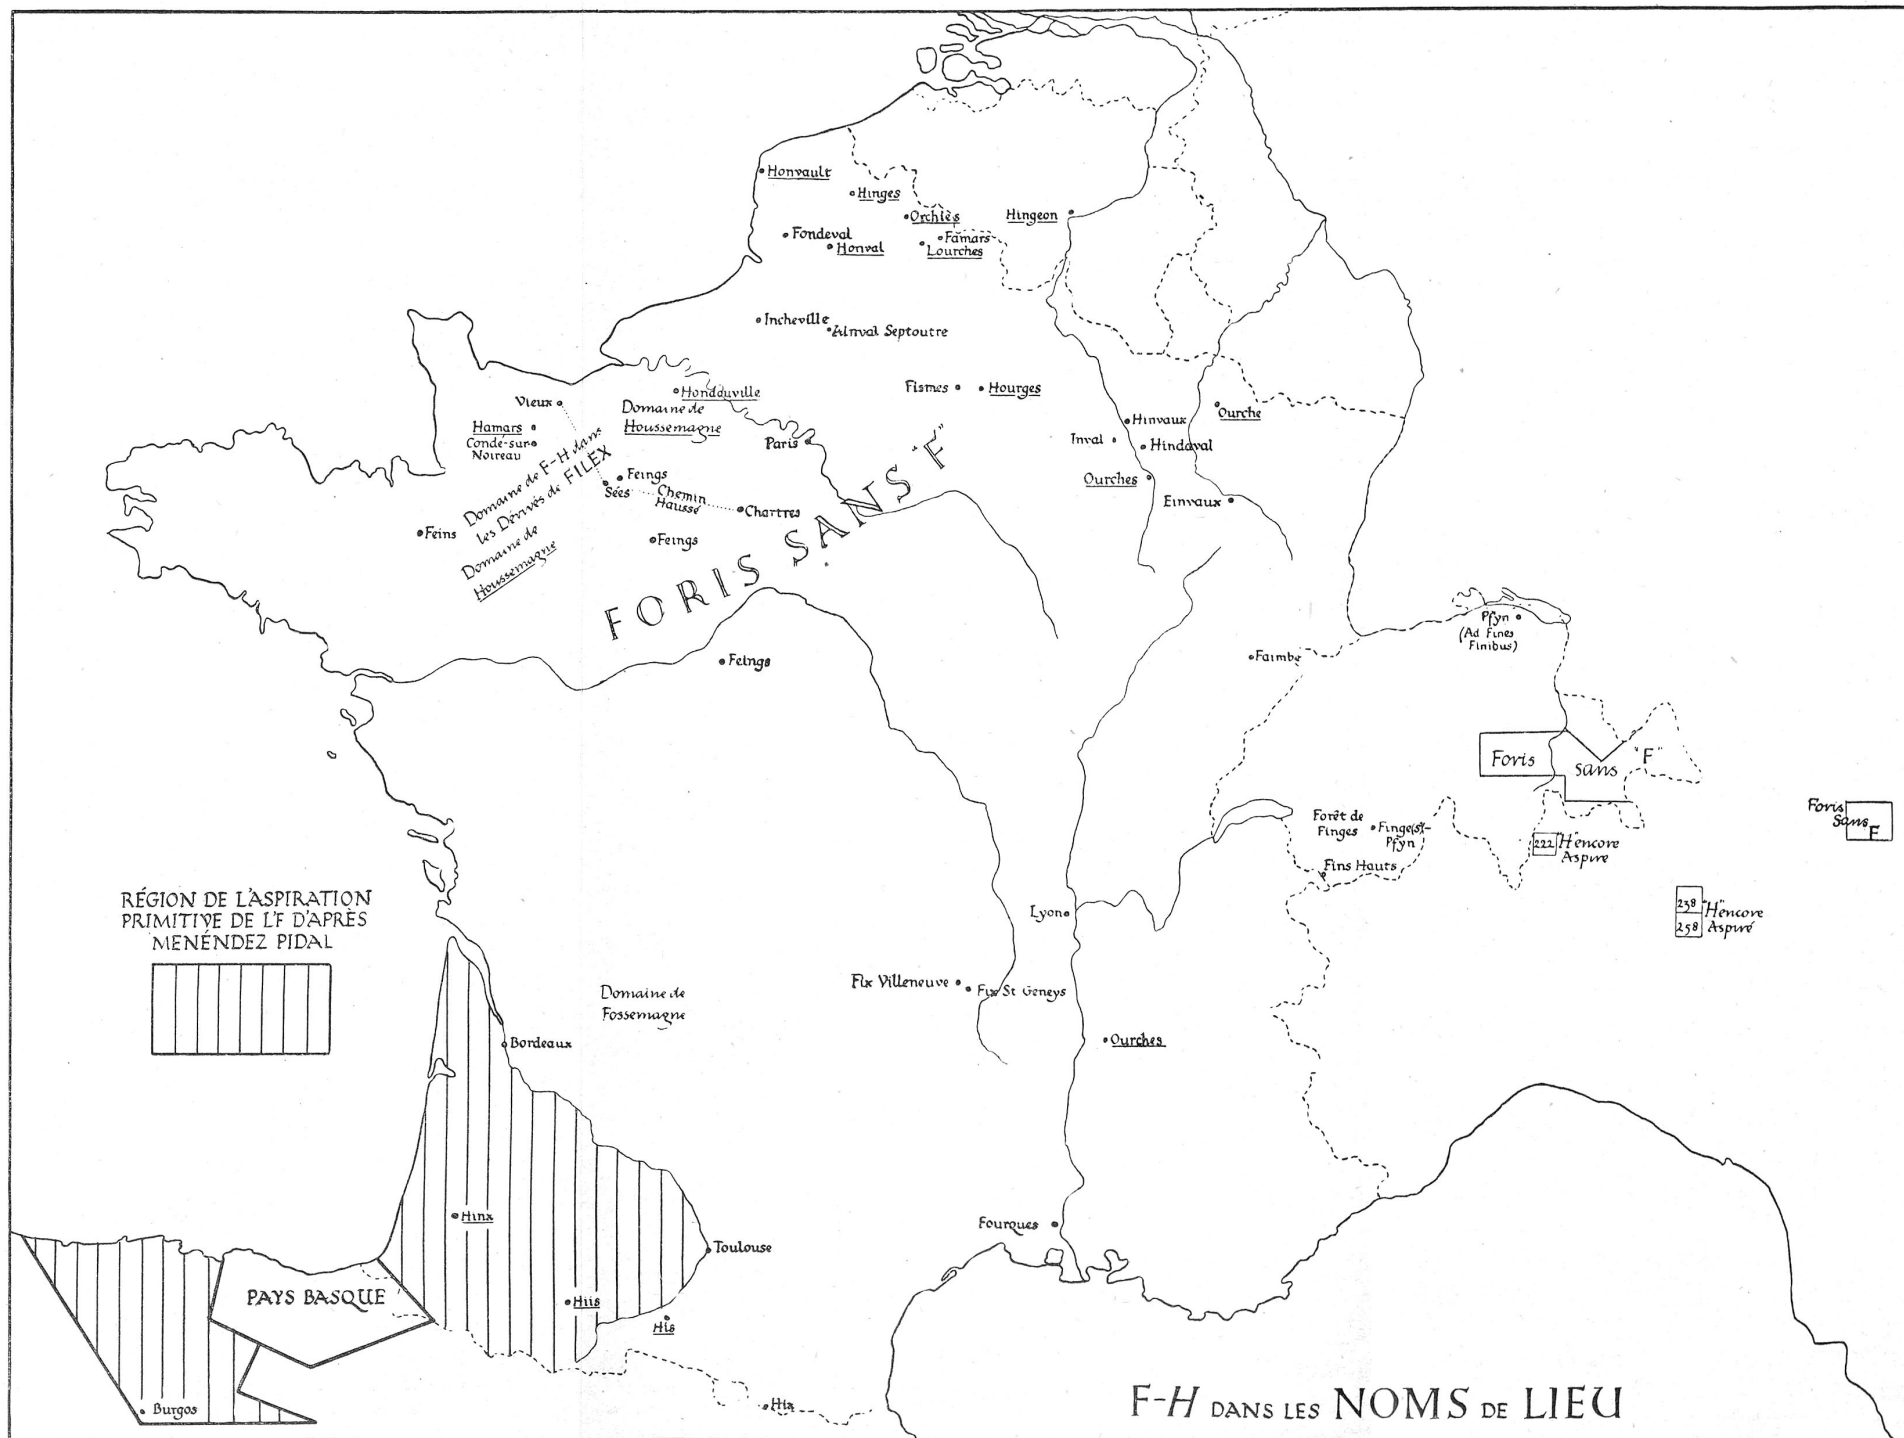 Honvault
Hinges
Orchies
Hingeon
Fondeval
Honval
Famars
Lourches
Incheville
Ainval Septoutre
Fismes
Hourges
Hondouville
Vieux
Domaine de
Houssemagne
Hamars
Condé-sur-
Noireau
Paris
Hinvaux
Ourche
Inval
Hindaval
Ourches
Einvaux
Domaine de F-H dans
les Dérivés de FILEX
Feings
Sées
Chemin
Haussé
Chartres
Feins
Domaine de
Houssemagne
Feings
FORIS SANS "F"
Feings
Pfyn
(Ad Fines
Finibus)
Faimbe
Foris sans "F"
Foris
Sans F
Forêt de
Finges
Finge(s)-
Pfyn
Fins Hauts
222 "H" encore
Aspiré
238 "H" encore
258 Aspiré
RÉGION DE L'ASPIRATION
PRIMITIVE DE L'F D'APRÈS
MENÉNDEZ PIDAL
Lyon
Fix Villeneuve
Fix St Geneys
Domaine de
Fossemagne
Bordeaux
Ourches
Hinx
Toulouse
Fourques
PAYS BASQUE
Hiis
His
Burgos
Hix
F-H DANS LES NOMS DE LIEU